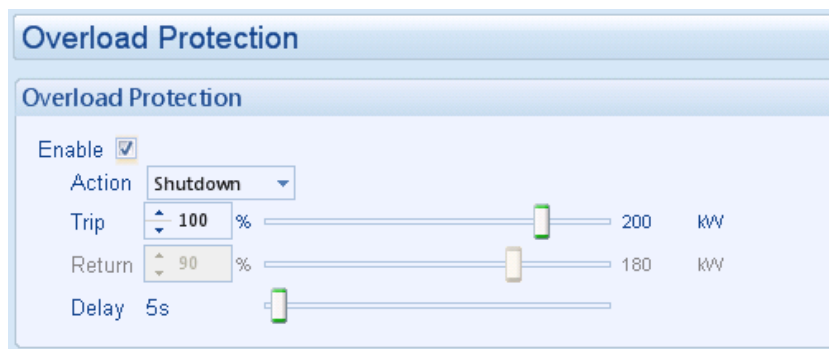 Overload Protection
Overload Protection
Enable
Action Shutdown
Trip 100 % 200 kW
Return 90 % 180 kW
Delay 5s